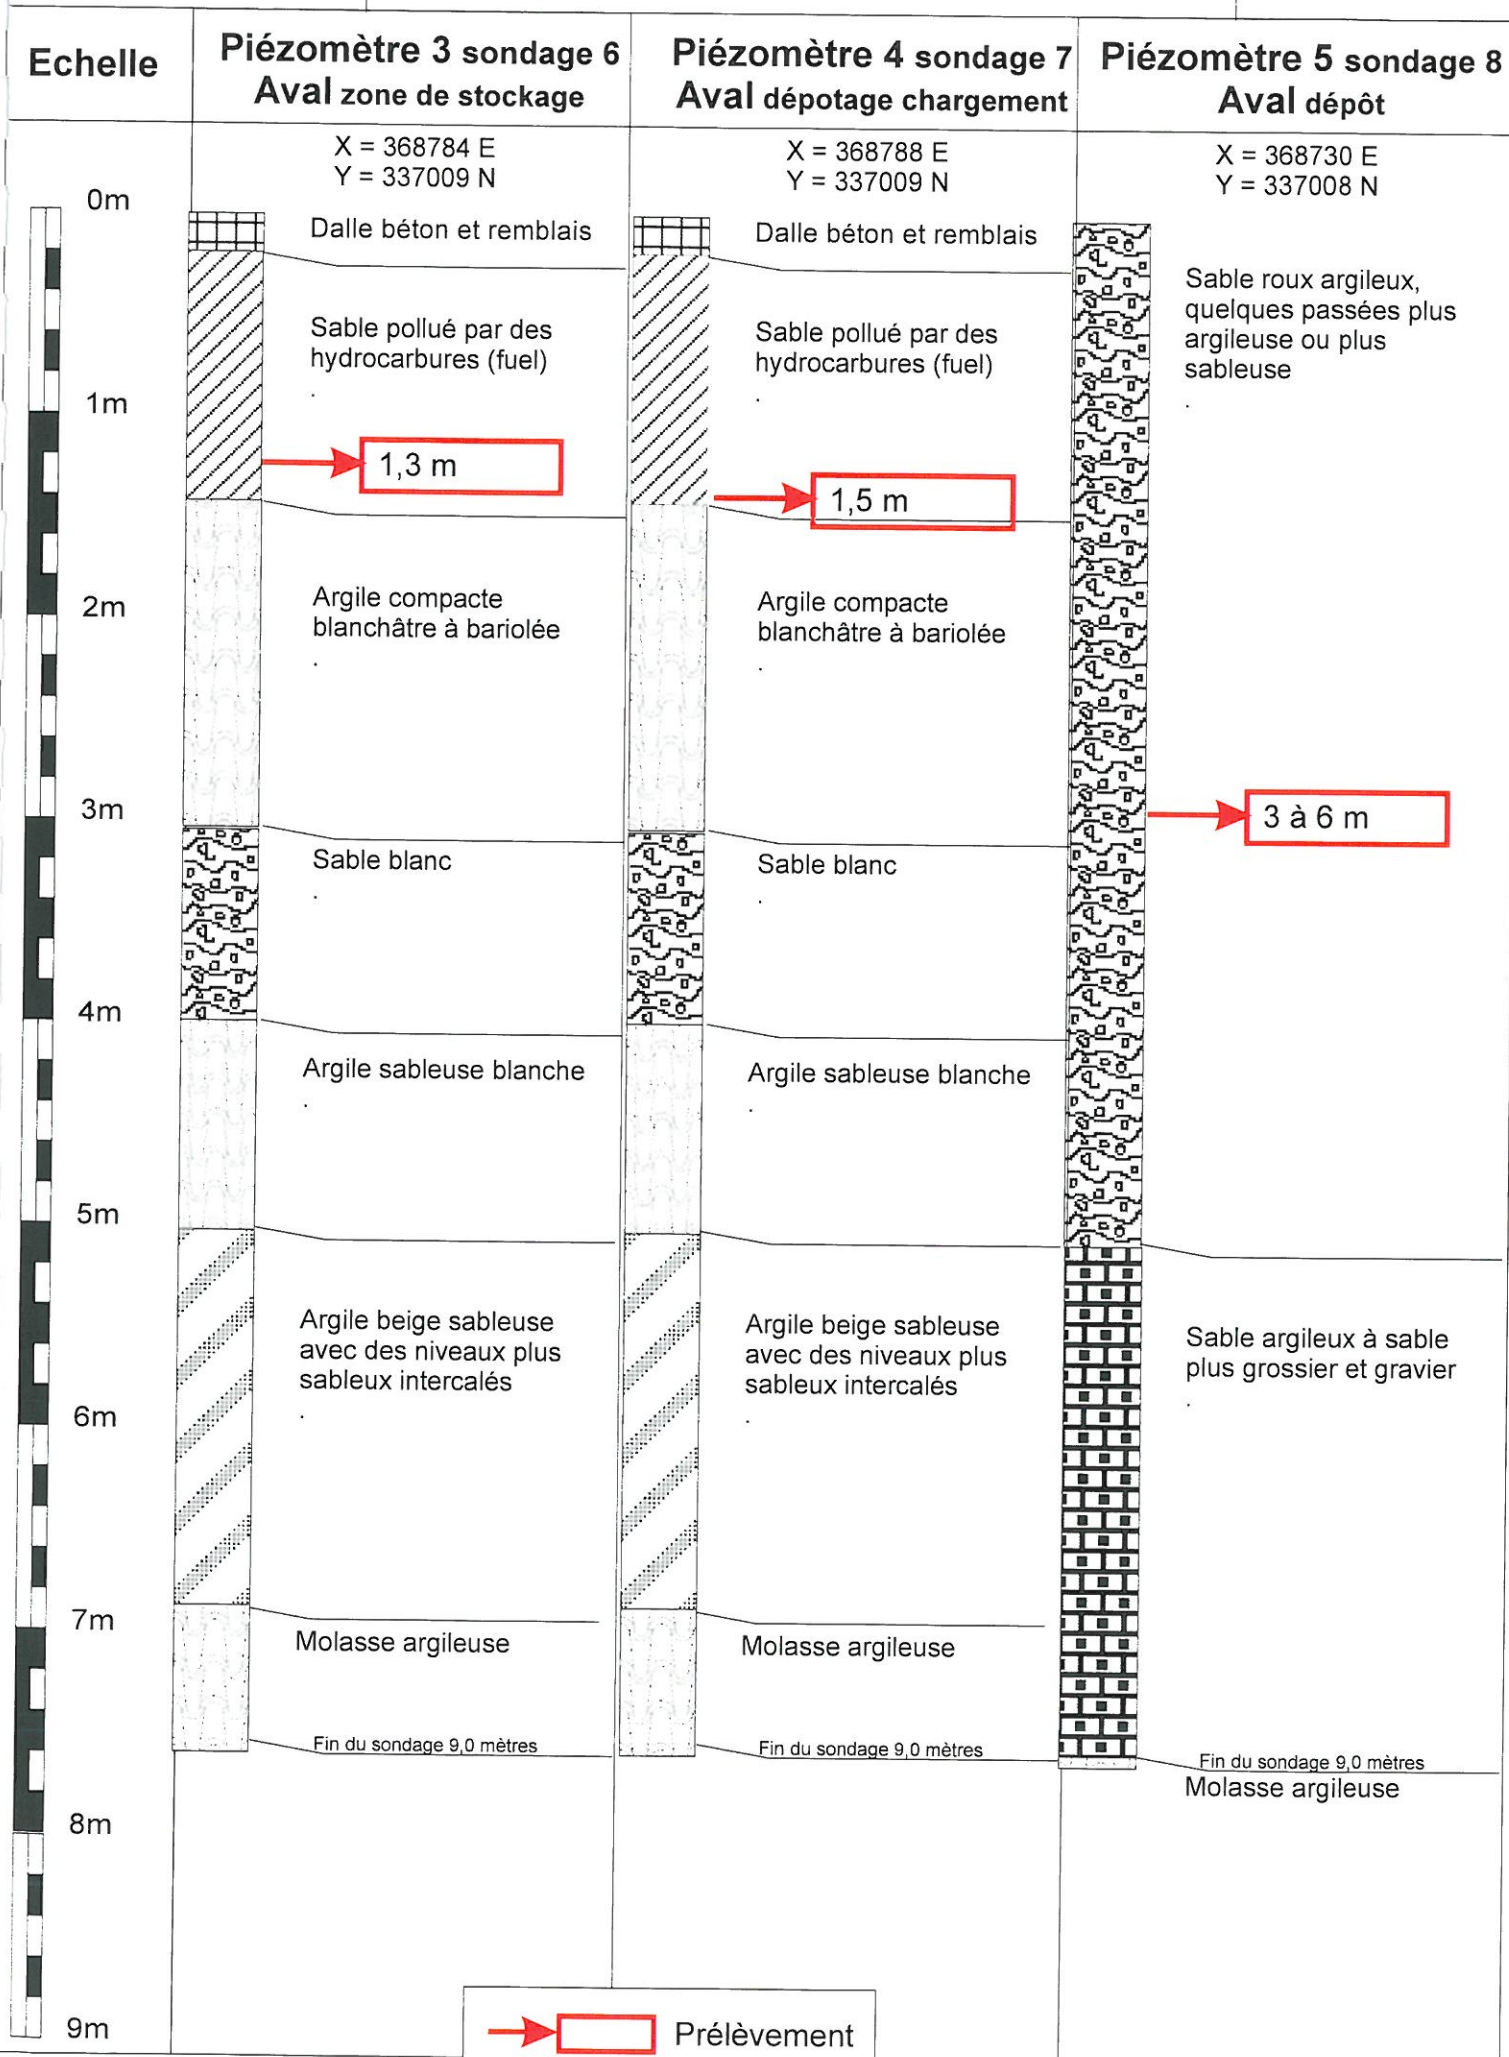 Echelle
Piézomètre 3 sondage 6
Aval zone de stockage
Piézomètre 4 sondage 7
Aval dépotage chargement
Piézomètre 5 sondage 8
Aval dépôt
X = 368784 E
Y = 337009 N
X = 368788 E
Y = 337009 N
X = 368730 E
Y = 337008 N
0m
1m
2m
3m
4m
5m
6m
7m
8m
9m
Dalle béton et remblais
Sable pollué par des
hydrocarbures (fuel)
.
1,3 m
Argile compacte
blanchâtre à bariolée
.
Sable blanc
.
Argile sableuse blanche
.
Argile beige sableuse
avec des niveaux plus
sableux intercalés
.
Molasse argileuse
Fin du sondage 9,0 mètres
Dalle béton et remblais
Sable pollué par des
hydrocarbures (fuel)
.
1,5 m
Argile compacte
blanchâtre à bariolée
.
Sable blanc
.
Argile sableuse blanche
.
Argile beige sableuse
avec des niveaux plus
sableux intercalés
.
Molasse argileuse
Fin du sondage 9,0 mètres
Sable roux argileux,
quelques passées plus
argileuse ou plus
sableuse
.
3 à 6 m
Sable argileux à sable
plus grossier et gravier
.
Fin du sondage 9,0 mètres
Molasse argileuse
Prélèvement